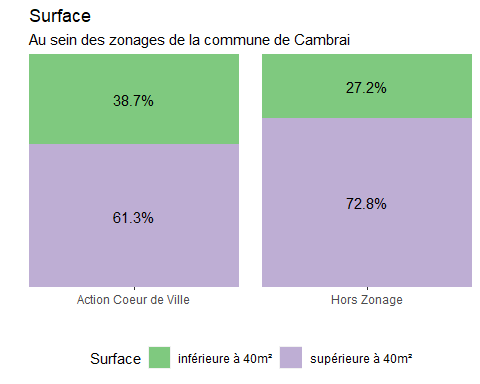 Surface
Au sein des zonages de la commune de Cambrai
38.7%
27.2%
61.3%
72.8%
Action Coeur de Ville
Hors Zonage
Surface inférieure à 40m² supérieure à 40m²